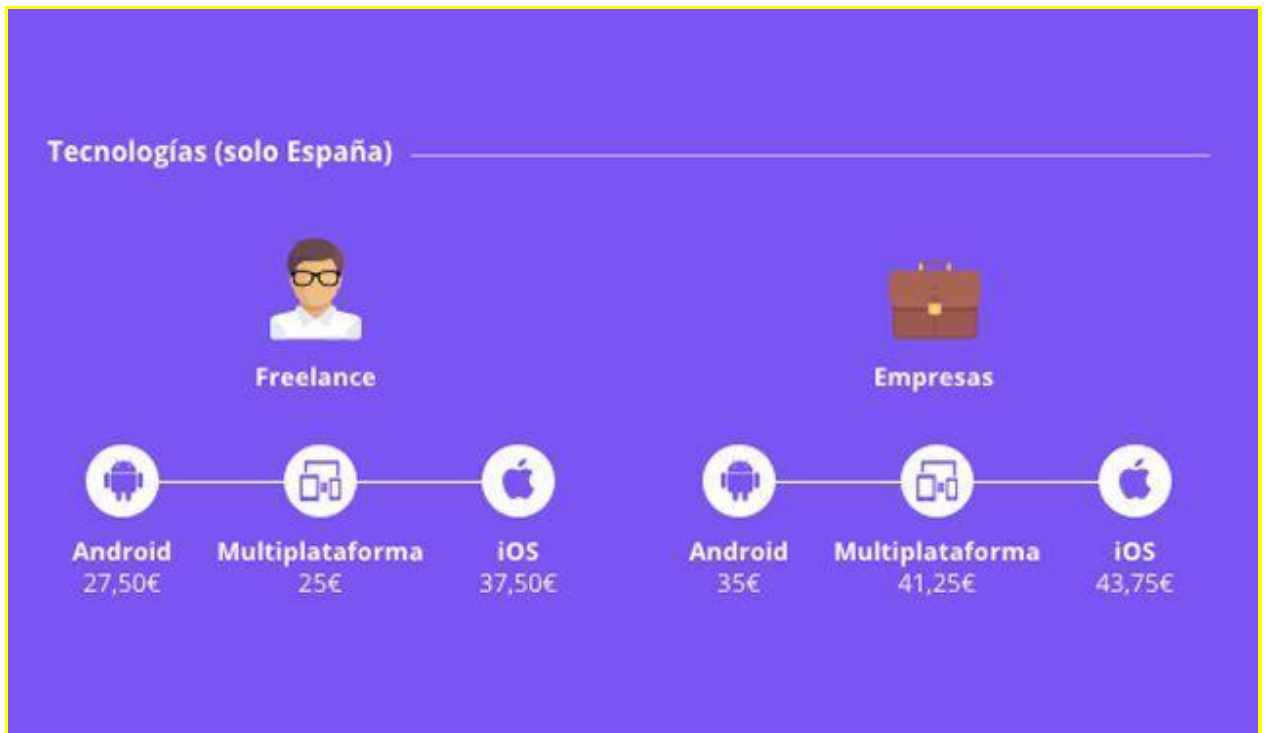 Tecnologías (solo España)
Freelance
Empresas
Android
Multiplataforma
iOS
27,50€
25€
37,50€
Android
Multiplataforma
iOS
35€
41,25€
43,75€